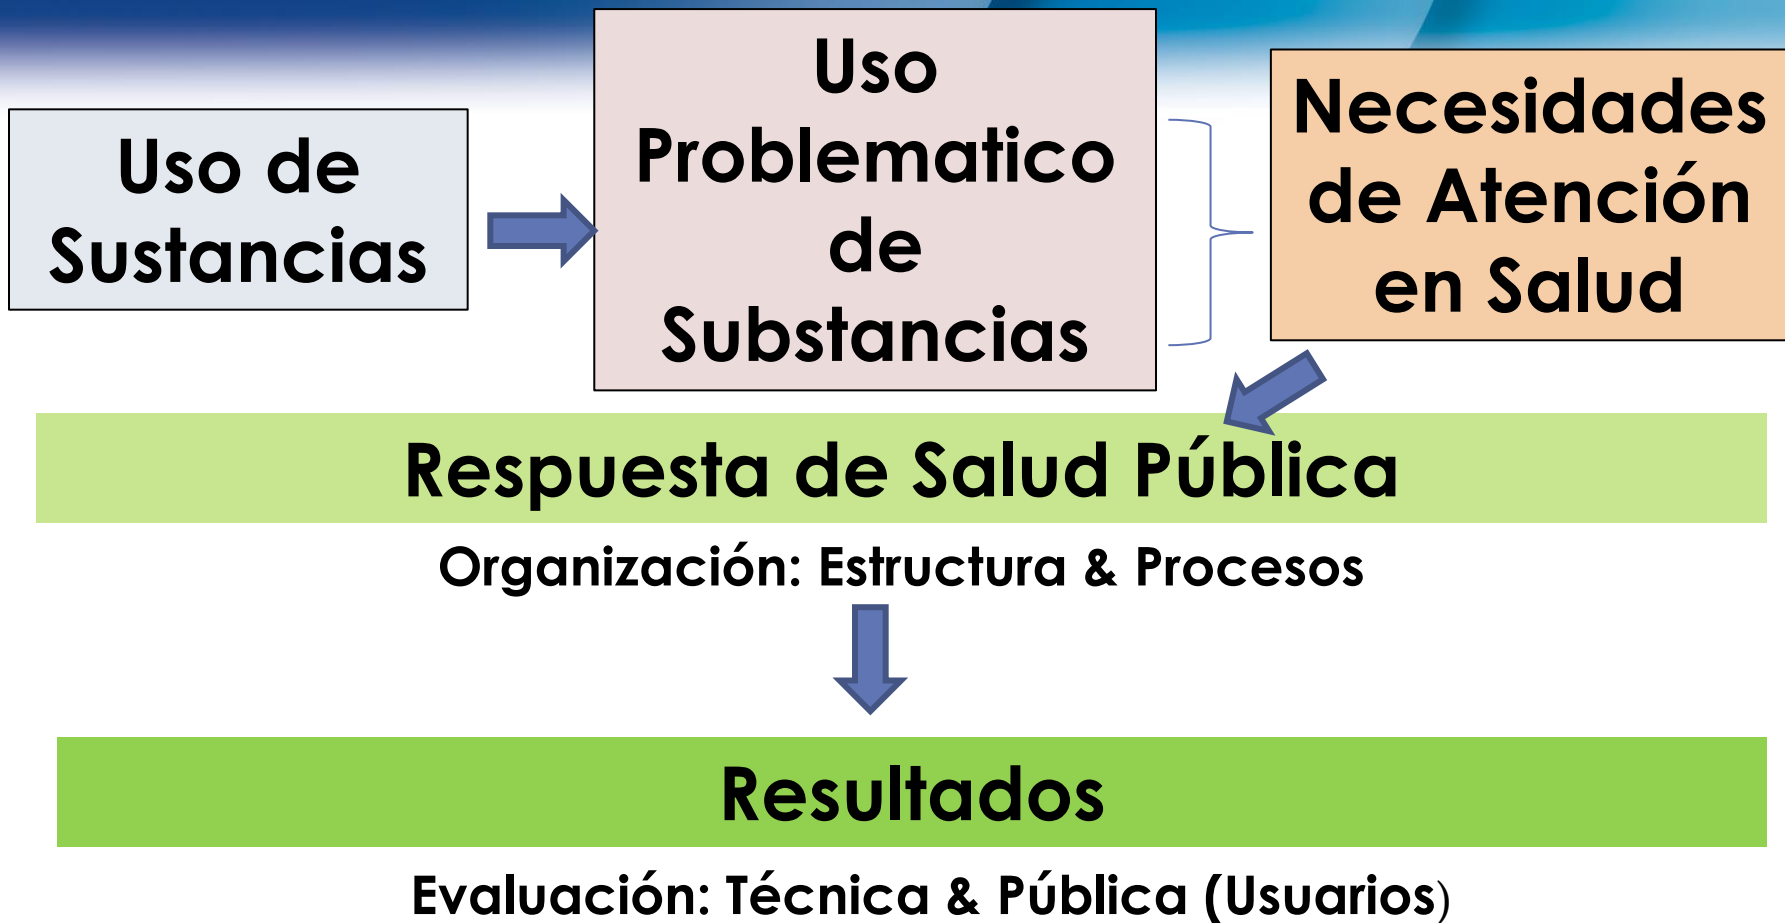 Uso de
Sustancias
Uso
Problematico
de
Substancias
Necesidades
de Atención
en Salud
Respuesta de Salud Pública
Organización: Estructura & Procesos
Resultados
Evaluación: Técnica & Pública (Usuarios)